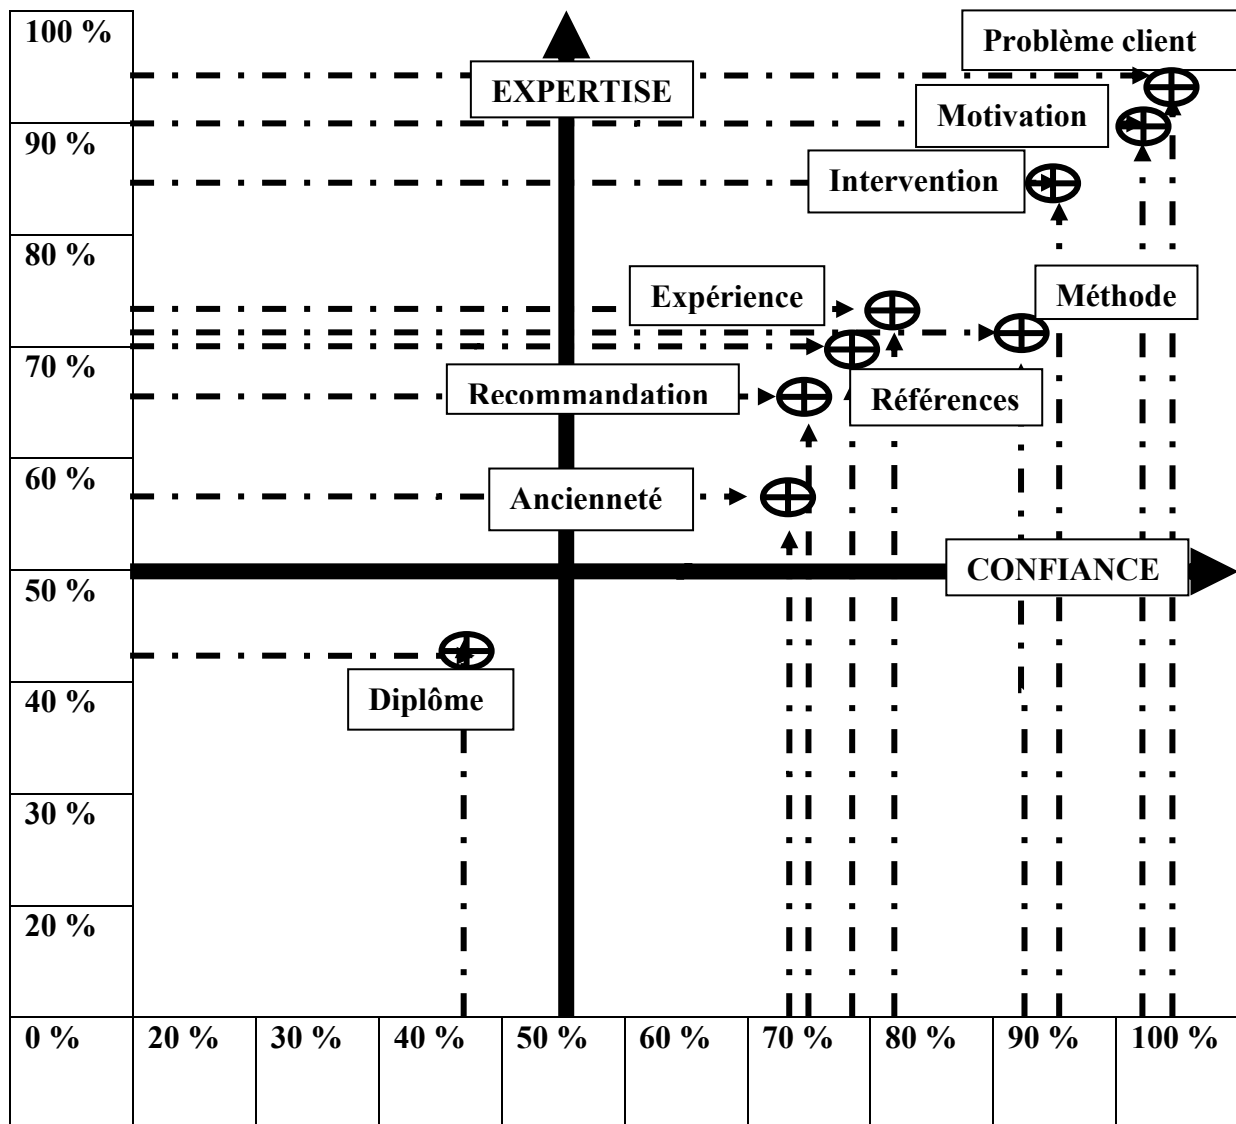 100 %
Problème client
EXPERTISE
Motivation
90 %
Intervention
80 %
Expérience
Méthode
70 %
Recommandation
Références
60 %
Ancienneté
50 %
CONFIANCE
40 %
Diplôme
30 %
20 %
0 % 20 % 30 % 40 % 50 % 60 % 70 % 80 % 90 % 100 %